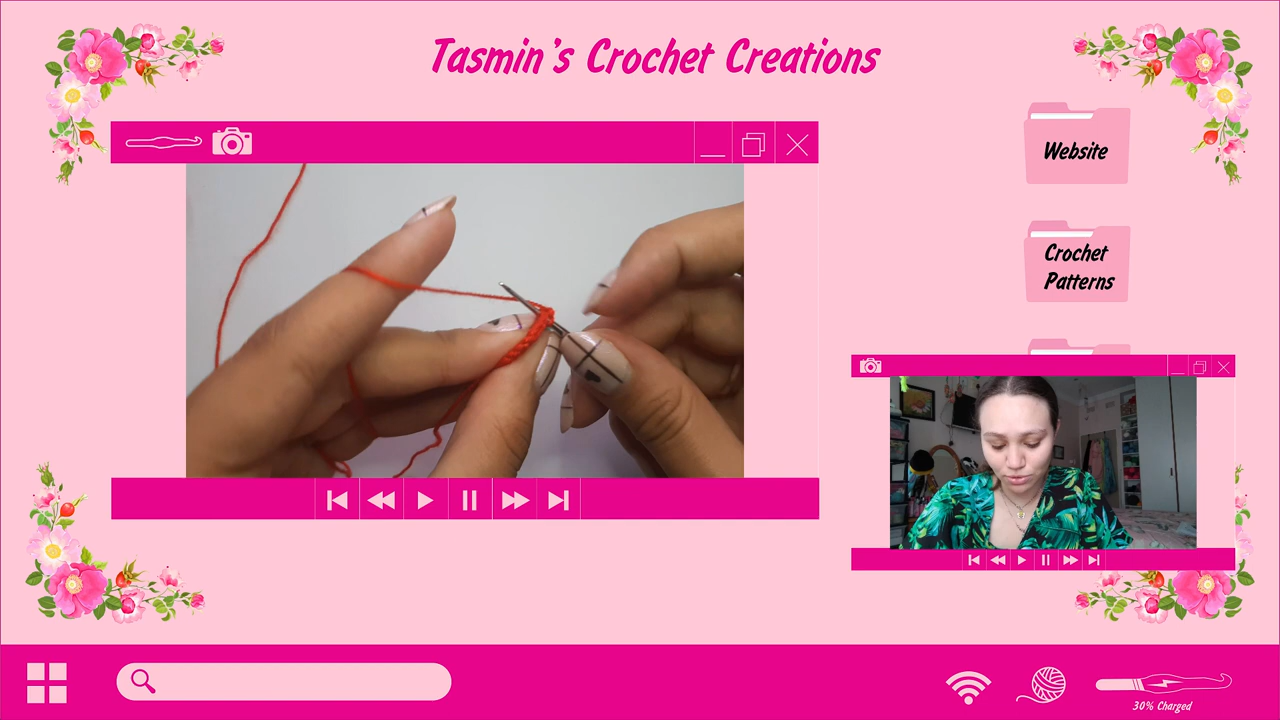 Tasmin's Crochet Creations
Website
Crochet
Patterns
30% Charged